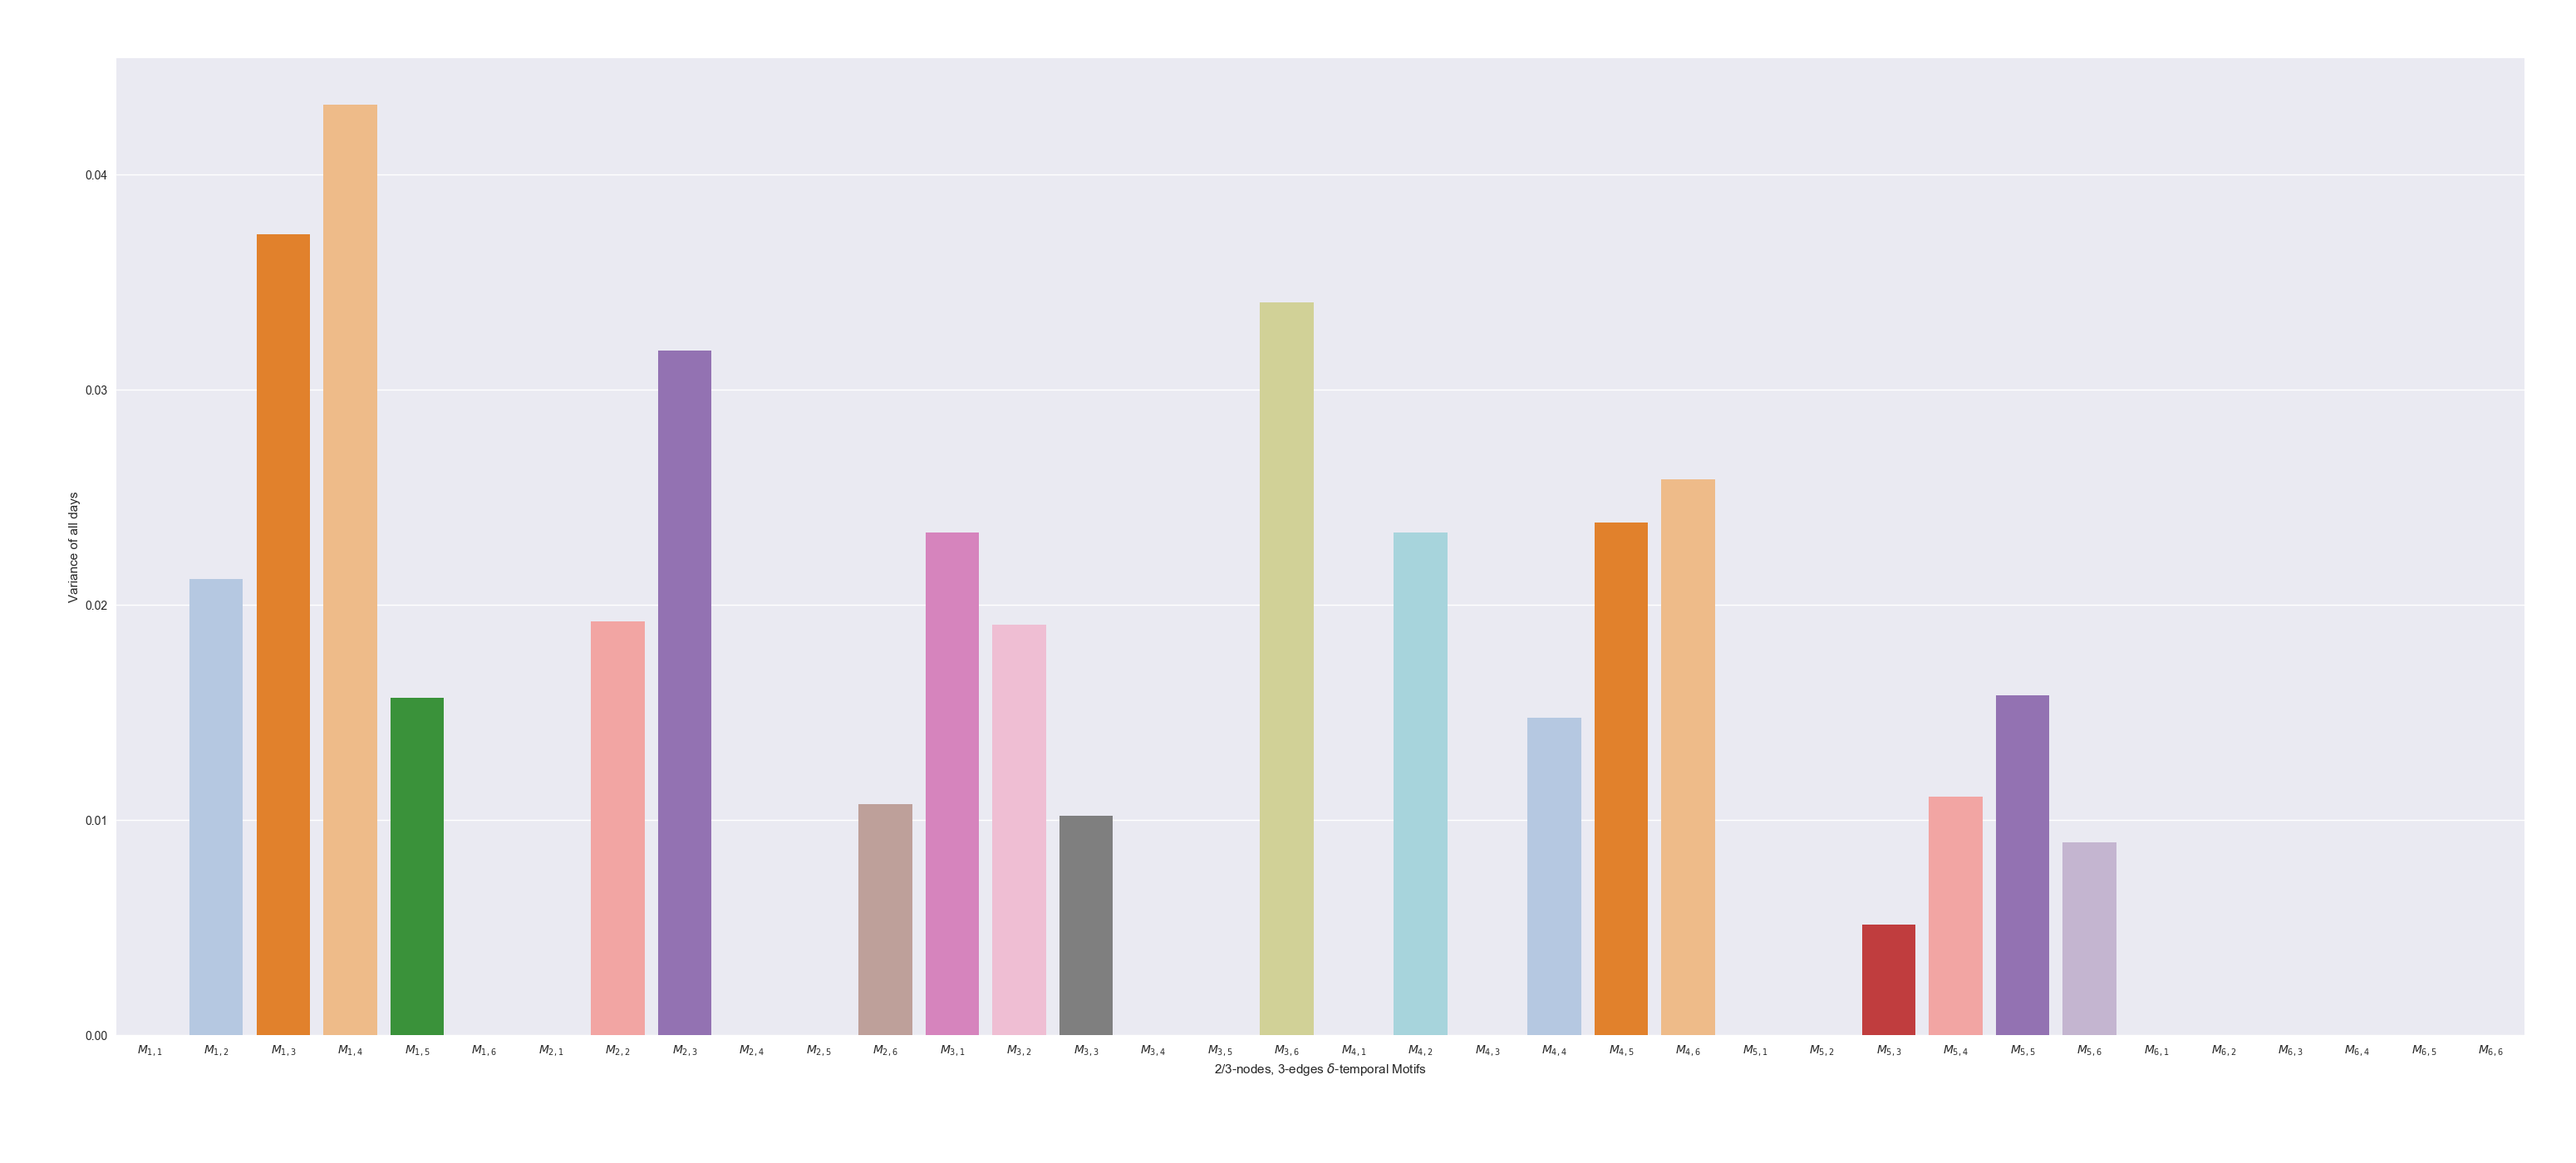 0.04
0.03
0.02
0.01
0.00
Variance of all days
M1,1 M1,2 M1,3 M1,4 M1,5 M1,6 M2,1 M2,2 M2,3 M2,4 M2,5 M2,6 M3,1 M3,2 M3,3 M3,4 M3,5 M3,6 M4,1 M4,2 M4,3 M4,4 M4,5 M4,6 M5,1 M5,2 M5,3 M5,4 M5,5 M5,6 M6,1 M6,2 M6,3 M6,4 M6,5 M6,6
2/3-nodes, 3-edges δ-temporal Motifs